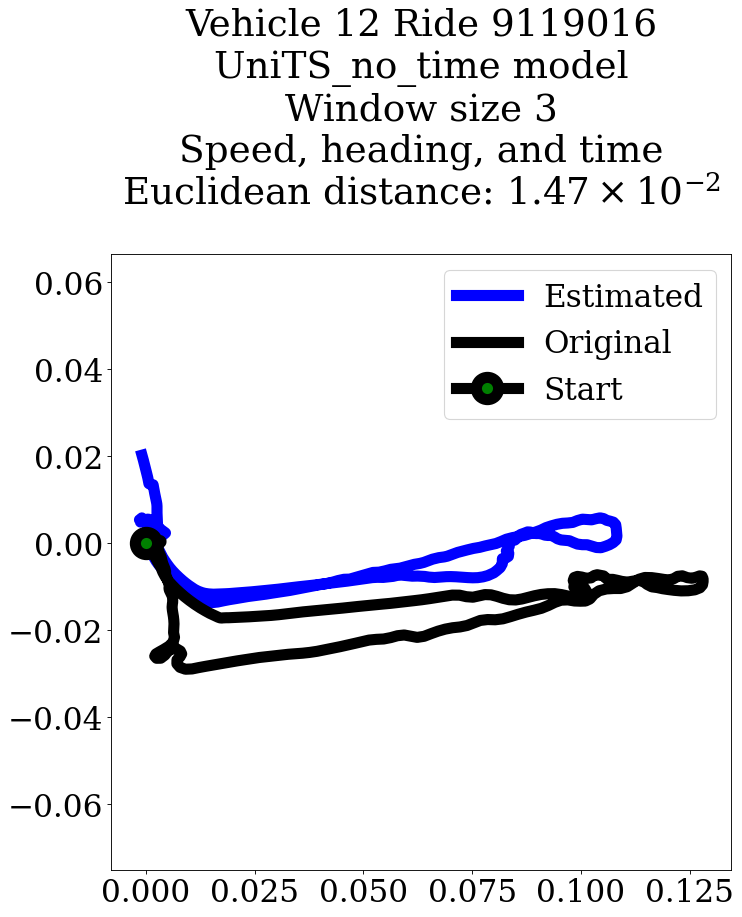 Vehicle 12 Ride 9119016
UniTS_no_time model
Window size 3
Speed, heading, and time
Euclidean distance: $1.47 \times 10^{-2}$
Estimated
Original
Start
0.06
0.04
0.02
0.00
−0.02
−0.04
−0.06
0.000 0.025 0.050 0.075 0.100 0.125